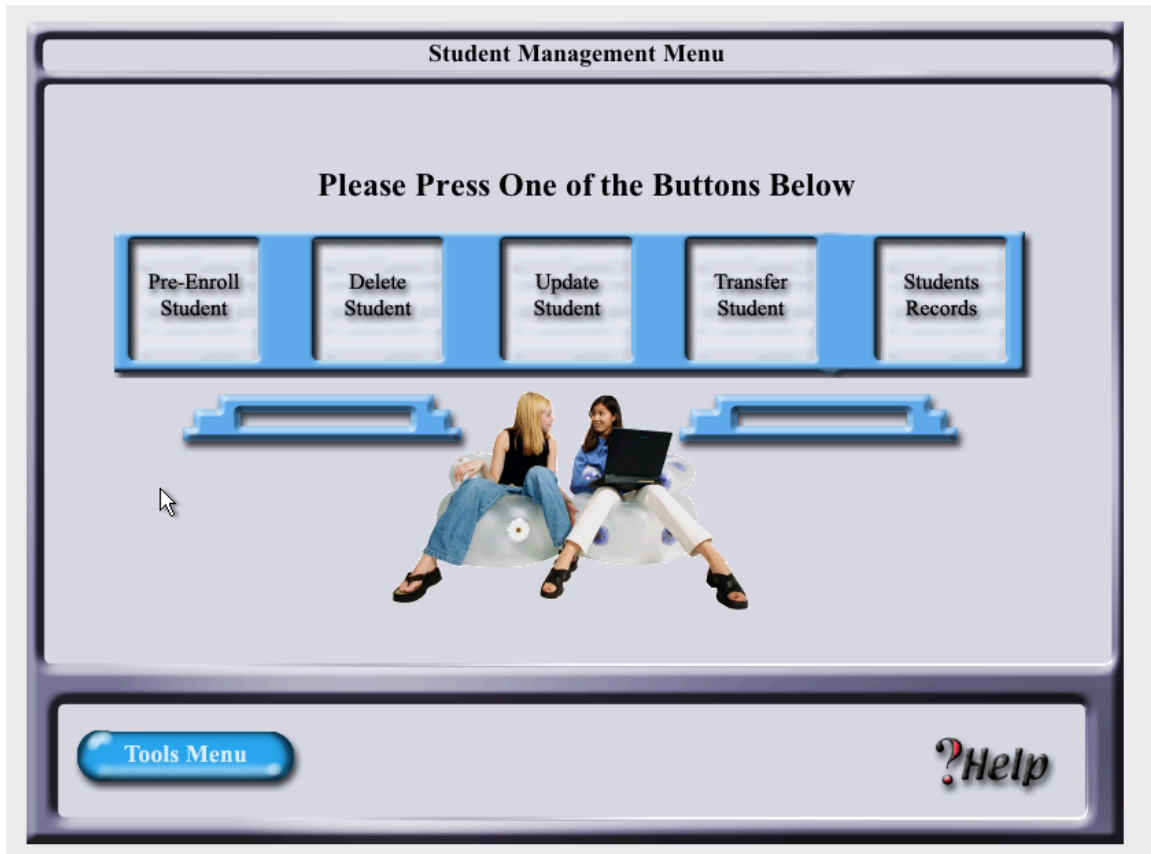 Student Management Menu
Please Press One of the Buttons Below
Pre-Enroll
Student
Delete
Student
Update
Student
Transfer
Student
Students
Records
Tools Menu
?Help